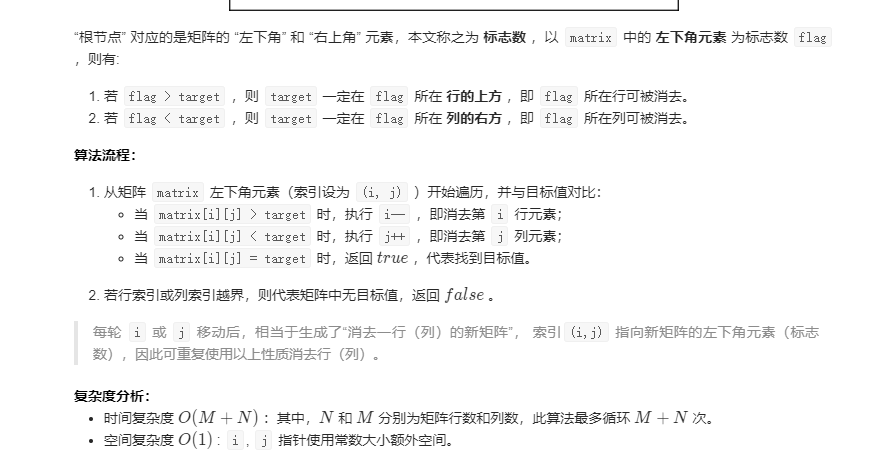 “根节点” 对应的是矩阵的 “左下角” 和 “右上角” 元素，本文称之为 标志数 ，以 matrix 中的 左下角元素 为标志数 flag
，则有:
1. 若 flag > target ，则 target 一定在 flag 所在 行的上方 ，即 flag 所在行可被消去。
2. 若 flag < target ，则 target 一定在 flag 所在 列的右方 ，即 flag 所在列可被消去。
算法流程：
1. 从矩阵 matrix 左下角元素（索引设为 (i, j) ）开始遍历，并与目标值对比：
当 matrix[i][j] > target 时，执行 i-- ，即消去第 i 行元素；
当 matrix[i][j] < target 时，执行 j++ ，即消去第 j 列元素；
当 matrix[i][j] = target 时，返回 true ，代表找到目标值。
2. 若行索引或列索引越界，则代表矩阵中无目标值，返回 false 。
每轮 i 或 j 移动后，相当于生成了“消去一行（列）的新矩阵”， 索引 (i,j) 指向新矩阵的左下角元素（标志
数），因此可重复使用以上性质消去行（列）。
复杂度分析：
时间复杂度 O(M + N) ：其中，N 和 M 分别为矩阵行数和列数，此算法最多循环 M + N 次。
空间复杂度 O(1) : i , j 指针使用常数大小额外空间。